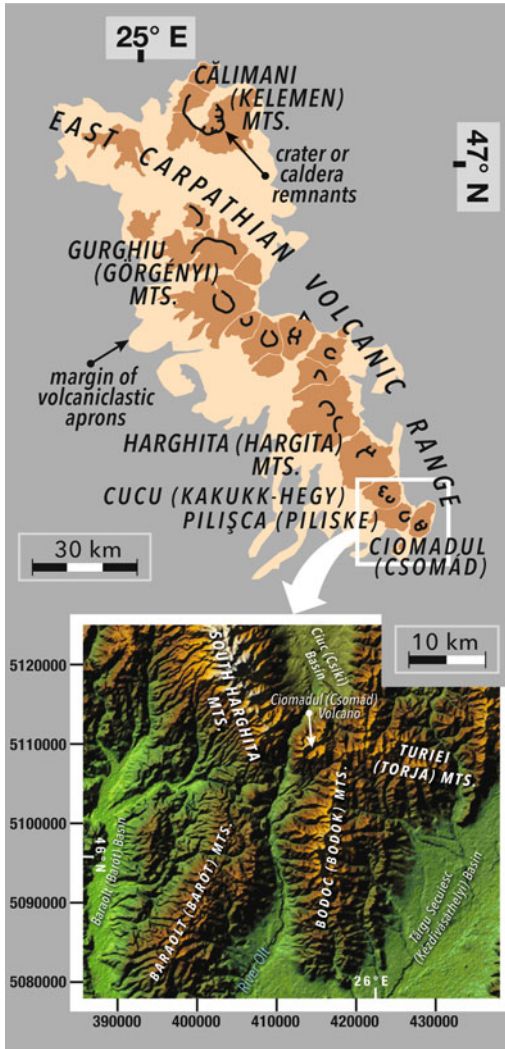 25° E
CĂLIMANI
(KELEMEN)
MTS.
47° N
crater or
caldera
remnants
EAST CARPATHIAN VOLCANIC RANGE
GURGHIU
(GÖRGÉNYI)
MTS.
margin of
volcaniclastic
aprons
HARGHITA (HARGITA)
MTS.
CUCU (KAKUKK-HEGY)
PILIŞCA (PILISKE)
CIOMADUL
(CSOMÁD)
30 km
10 km
5120000
5110000
5100000
5090000
5080000
SOUTH HARGHITA
MTS.
Ciuc (Csíki)
Basin
Ciomadul (Csomád)
Volcano
TURIEI
(TORJA) MTS.
BODOC (BODOK) MTS.
BARAOLT (BARÓT) MTS.
Baraolt (Barót) Basin
46° N
Târgu Secuiesc
(Kézdivásárhelyi) Basin
River Olt
26° E
390000
400000
410000
420000
430000